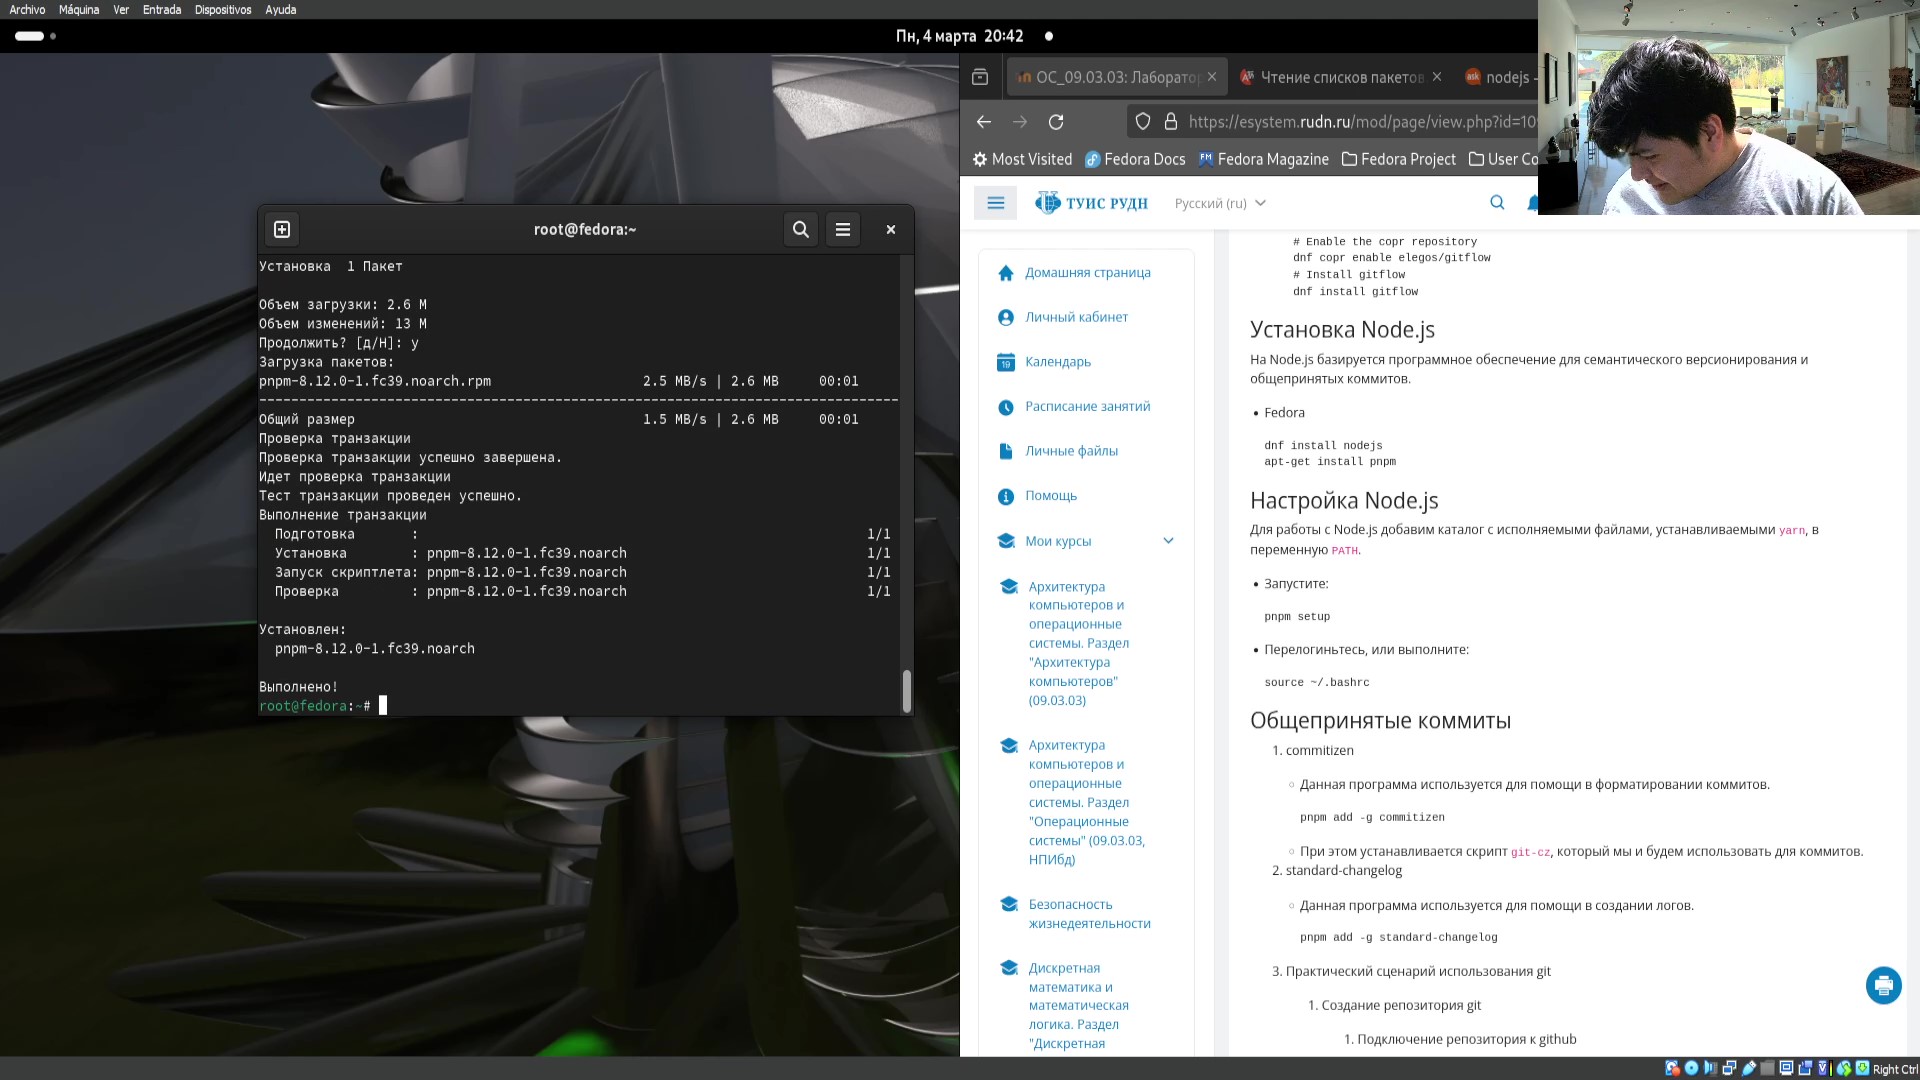 Archivo Máquina Ver Entrada Dispositivos Ayuda
Пн, 4 марта 20:42
root@fedora:~
Установка 1 Пакет
Объем загрузки: 2.6 M
Объем изменений: 13 M
Продолжить? [д/Н]: y
Загрузка пакетов:
pnpm-8.12.0-1.fc39.noarch.rpm 2.5 MB/s | 2.6 MB 00:01
--------------------------------------------------------------------------------
Общий размер 1.5 MB/s | 2.6 MB 00:01
Проверка транзакции
Проверка транзакции успешно завершена.
Идет проверка транзакции
Тест транзакции проведен успешно.
Выполнение транзакции
Подготовка : 1/1
Установка : pnpm-8.12.0-1.fc39.noarch 1/1
Запуск скриптлета: pnpm-8.12.0-1.fc39.noarch 1/1
Проверка : pnpm-8.12.0-1.fc39.noarch 1/1
Установлен:
pnpm-8.12.0-1.fc39.noarch
Выполнено!
root@fedora:~#
ОС_09.03.03: Лаборатор Чтение списков пакетов nodejs -
https://esystem.rudn.ru/mod/page/view.php?id=10
Most Visited Fedora Docs Fedora Magazine Fedora Project User Co
ТУИС РУДН Русский (ru)
Домашняя страница
Личный кабинет
Календарь
Расписание занятий
Личные файлы
Помощь
Мои курсы
Архитектура
компьютеров и
операционные
системы. Раздел
"Архитектура
компьютеров"
(09.03.03)
Архитектура
компьютеров и
операционные
системы. Раздел
"Операционные
системы" (09.03.03,
НПИбд)
Безопасность
жизнедеятельности
Дискретная
математика и
математическая
логика. Раздел
"Дискретная
# Enable the copr repository
dnf copr enable elegos/gitflow
# Install gitflow
dnf install gitflow
Установка Node.js
На Node.js базируется программное обеспечение для семантического версионирования и
общепринятых коммитов.
• Fedora
dnf install nodejs
apt-get install pnpm
Настройка Node.js
Для работы с Node.js добавим каталог с исполняемыми файлами, устанавливаемыми yarn, в
переменную PATH.
• Запустите:
pnpm setup
• Перелогиньтесь, или выполните:
source ~/.bashrc
Общепринятые коммиты
1. commitizen
◦ Данная программа используется для помощи в форматировании коммитов.
pnpm add -g commitizen
◦ При этом устанавливается скрипт git-cz, который мы и будем использовать для коммитов.
2. standard-changelog
◦ Данная программа используется для помощи в создании логов.
pnpm add -g standard-changelog
3. Практический сценарий использования git
1. Создание репозитория git
1. Подключение репозитория к github
Right Ctrl